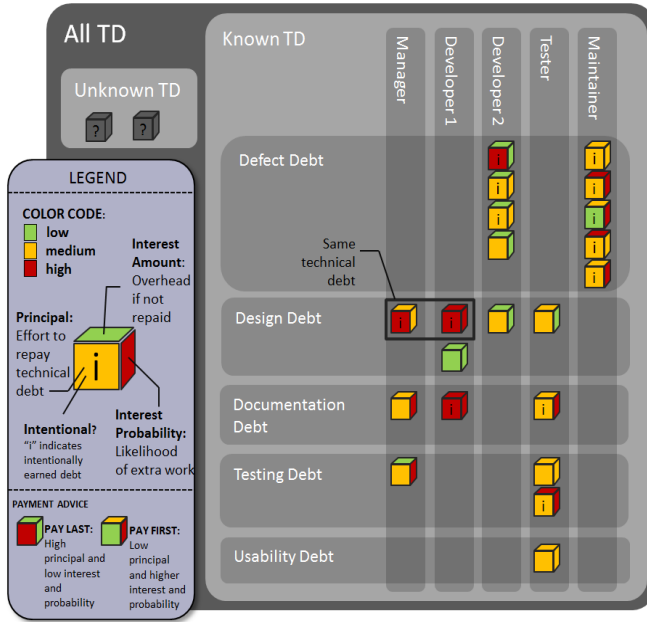 All TD
Unknown TD
? ?
Known TD
Manager
Developer 1
Developer 2
Tester
Maintainer
Defect Debt
i i
i i
i i
i
i
Same
technical
debt
Design Debt
i i
Documentation
Debt
i i
Testing Debt
i
Usability Debt
LEGEND
COLOR CODE:
low
medium
high
Interest
Amount:
Overhead
if not
repaid
Principal:
Effort to
repay
technical
debt
i
Intentional?
"i" indicates
intentionally
earned debt
Interest
Probability:
Likelihood
of extra work
PAYMENT ADVICE
PAY LAST:
High
principal and
low interest
and
probability
PAY FIRST:
Low
principal
and higher
interest and
probability